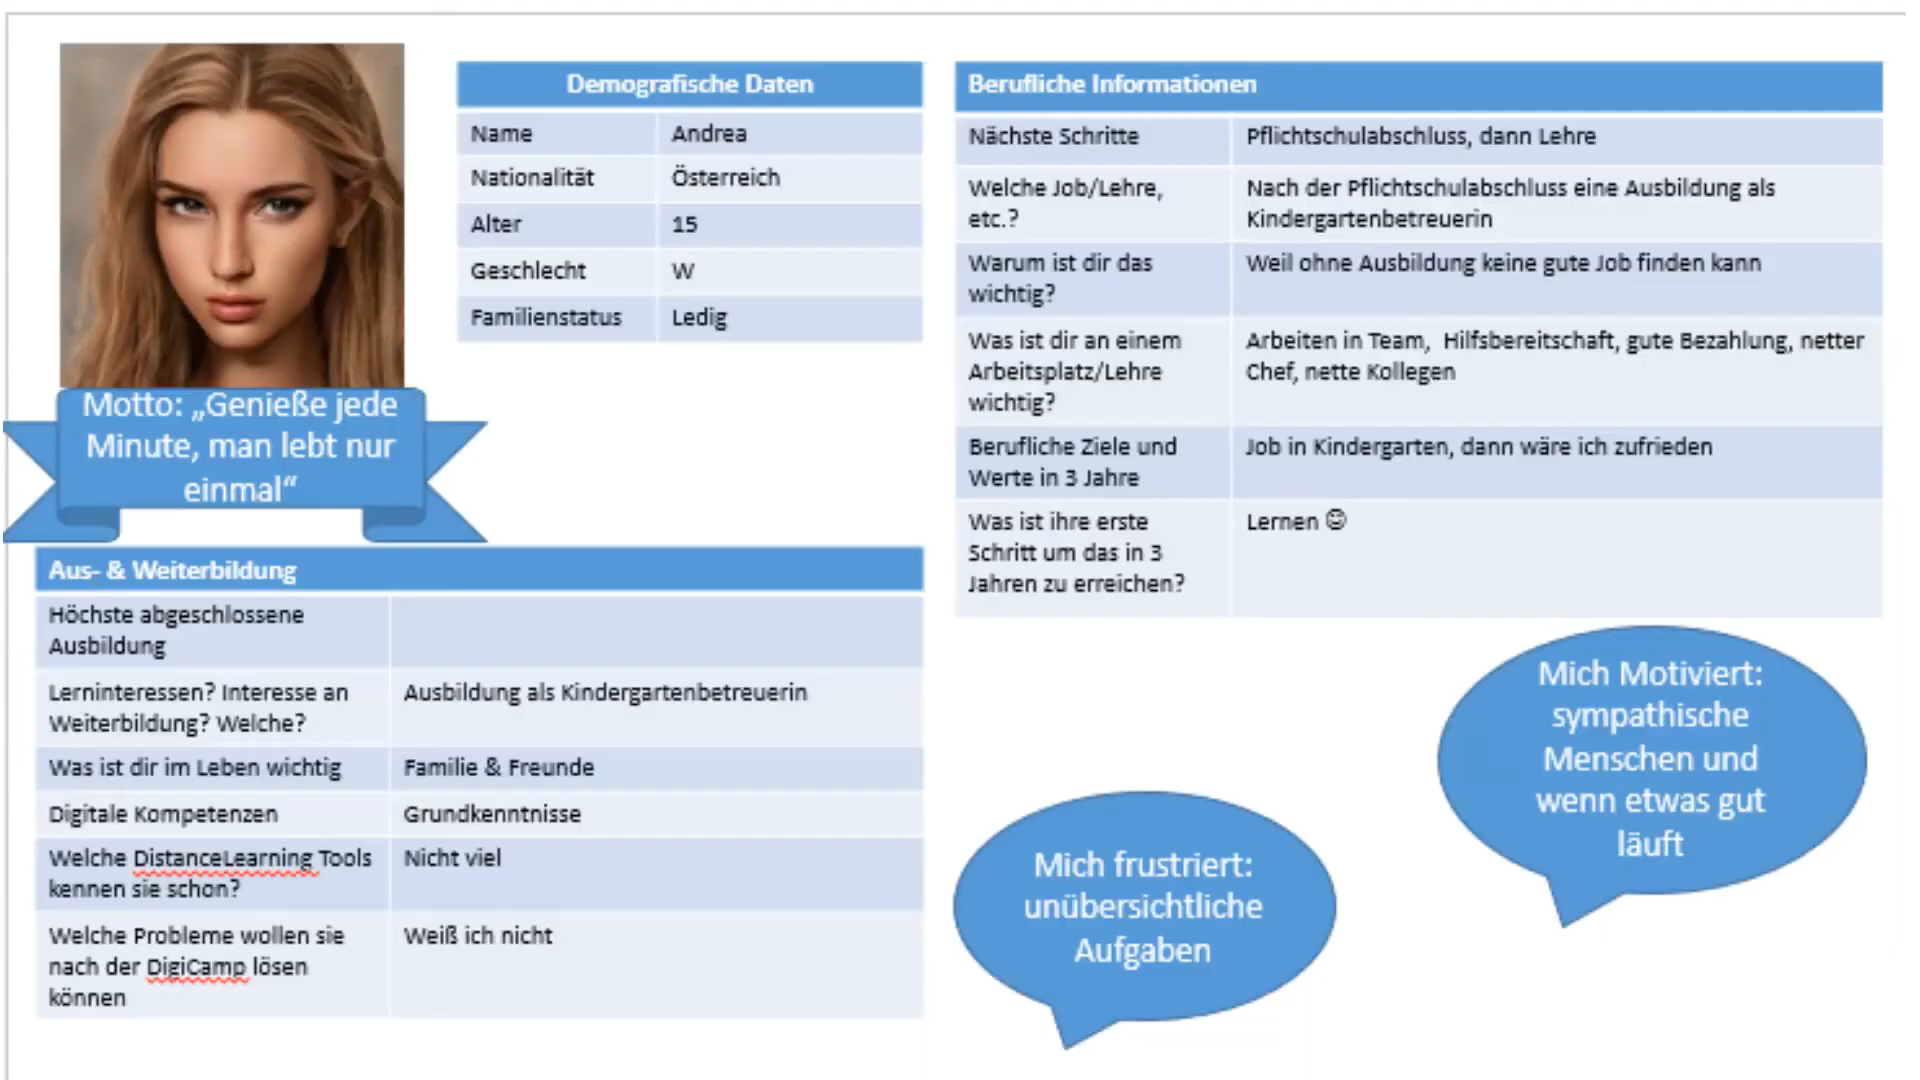 Motto: „Genieße jede
Minute, man lebt nur
einmal“
Demografische Daten
Name Andrea
Nationalität Österreich
Alter 15
Geschlecht W
Familienstatus Ledig
Aus- & Weiterbildung
Höchste abgeschlossene
Ausbildung
Lerninteressen? Interesse an Ausbildung als Kindergartenbetreuerin
Weiterbildung? Welche?
Was ist dir im Leben wichtig Familie & Freunde
Digitale Kompetenzen Grundkenntnisse
Welche DistanceLearning Tools Nicht viel
kennen sie schon?
Welche Probleme wollen sie Weiß ich nicht
nach der DigiCamp lösen
können
Berufliche Informationen
Nächste Schritte Pflichtschulabschluss, dann Lehre
Welche Job/Lehre, Nach der Pflichtschulabschluss eine Ausbildung als
etc.? Kindergartenbetreuerin
Warum ist dir das Weil ohne Ausbildung keine gute Job finden kann
wichtig?
Was ist dir an einem Arbeiten in Team, Hilfsbereitschaft, gute Bezahlung, netter
Arbeitsplatz/Lehre Chef, nette Kollegen
wichtig?
Berufliche Ziele und Job in Kindergarten, dann wäre ich zufrieden
Werte in 3 Jahre
Was ist ihre erste Lernen ☺
Schritt um das in 3
Jahren zu erreichen?
Mich frustriert:
unübersichtliche
Aufgaben
Mich Motiviert:
sympathische
Menschen und
wenn etwas gut
läuft